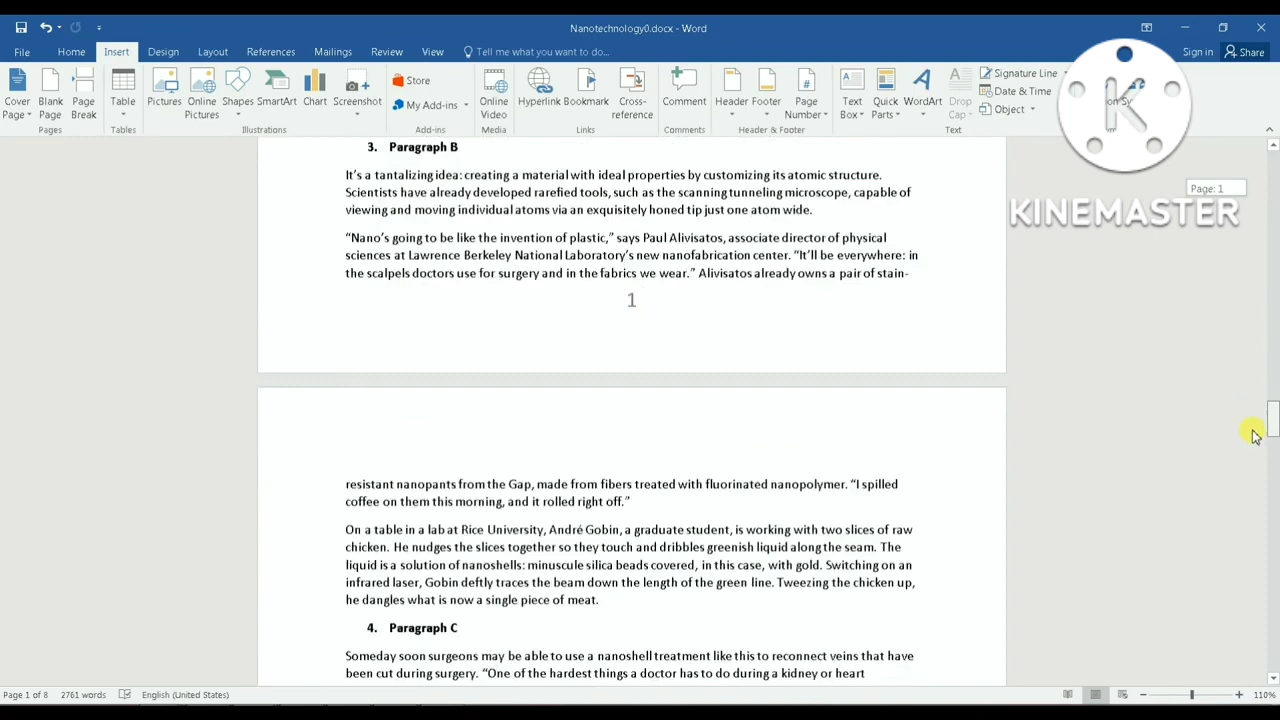 Nanotechnology0.docx - Word
File Home Insert Design Layout References Mailings Review View Tell me what you want to do... Sign in Share
Cover Page Blank Page Page Break Table Pictures Online Pictures Shapes SmartArt Chart Screenshot Store My Add-ins Online Video Hyperlink Bookmark Cross-reference Comment Header Footer Page Number Text Box Quick Parts WordArt Drop Cap Signature Line Date & Time Object
Pages Tables Illustrations Add-ins Media Links Comments Header & Footer Text
K
KINEMASTER
Page: 1
3. Paragraph B
It's a tantalizing idea: creating a material with ideal properties by customizing its atomic structure.
Scientists have already developed rarefied tools, such as the scanning tunneling microscope, capable of
viewing and moving individual atoms via an exquisitely honed tip just one atom wide.
“Nano's going to be like the invention of plastic,” says Paul Alivisatos, associate director of physical
sciences at Lawrence Berkeley National Laboratory's new nanofabrication center. “It'll be everywhere: in
the scalpels doctors use for surgery and in the fabrics we wear.” Alivisatos already owns a pair of stain-
1
resistant nanopants from the Gap, made from fibers treated with fluorinated nanopolymer. “I spilled
coffee on them this morning, and it rolled right off.”
On a table in a lab at Rice University, André Gobin, a graduate student, is working with two slices of raw
chicken. He nudges the slices together so they touch and dribbles greenish liquid along the seam. The
liquid is a solution of nanoshells: minuscule silica beads covered, in this case, with gold. Switching on an
infrared laser, Gobin deftly traces the beam down the length of the green line. Tweezing the chicken up,
he dangles what is now a single piece of meat.
4. Paragraph C
Someday soon surgeons may be able to use a nanoshell treatment like this to reconnect veins that have
been cut during surgery. “One of the hardest things a doctor has to do during a kidney or heart
Page 1 of 8 2761 words English (United States) 110%